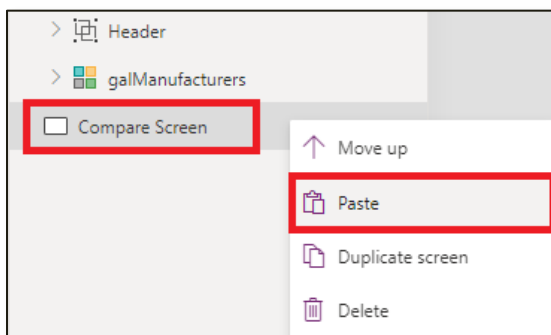 Header
galManufacturers
Compare Screen
Move up
Paste
Duplicate screen
Delete